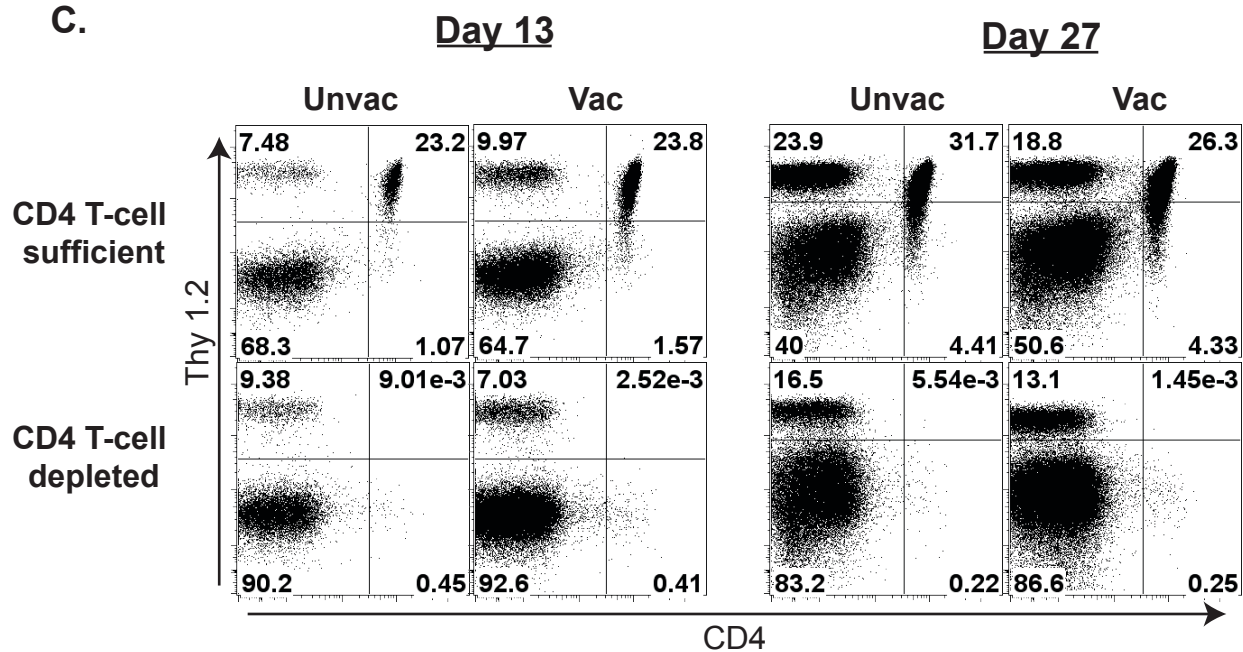 C.
Day 13
Day 27
Unvac
Vac
Unvac
Vac
CD4 T-cell
sufficient
7.48
23.2
9.97
23.8
23.9
31.7
18.8
26.3
68.3
1.07
64.7
1.57
40
4.41
50.6
4.33
CD4 T-cell
depleted
9.38
9.01e-3
7.03
2.52e-3
16.5
5.54e-3
13.1
1.45e-3
90.2
0.45
92.6
0.41
83.2
0.22
86.6
0.25
Thy 1.2
CD4